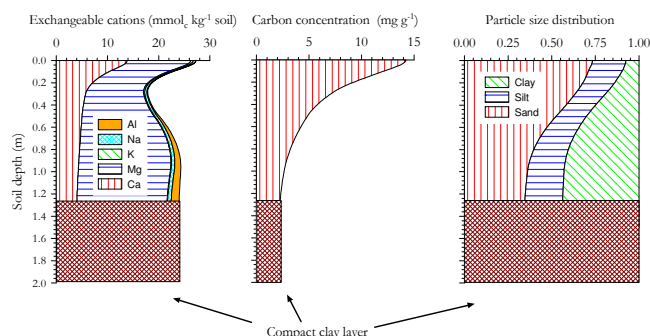 Exchangeable cations (mmolc kg-1 soil)
0 10 20 30
Carbon concentration (mg g-1)
0 5 10 15
Particle size distribution
0.00 0.25 0.50 0.75 1.00
Soil depth (m)
0.0
0.2
0.4
0.6
0.8
1.0
1.2
1.4
1.6
1.8
2.0
Al
Na
K
Mg
Ca
Clay
Silt
Sand
Compact clay layer